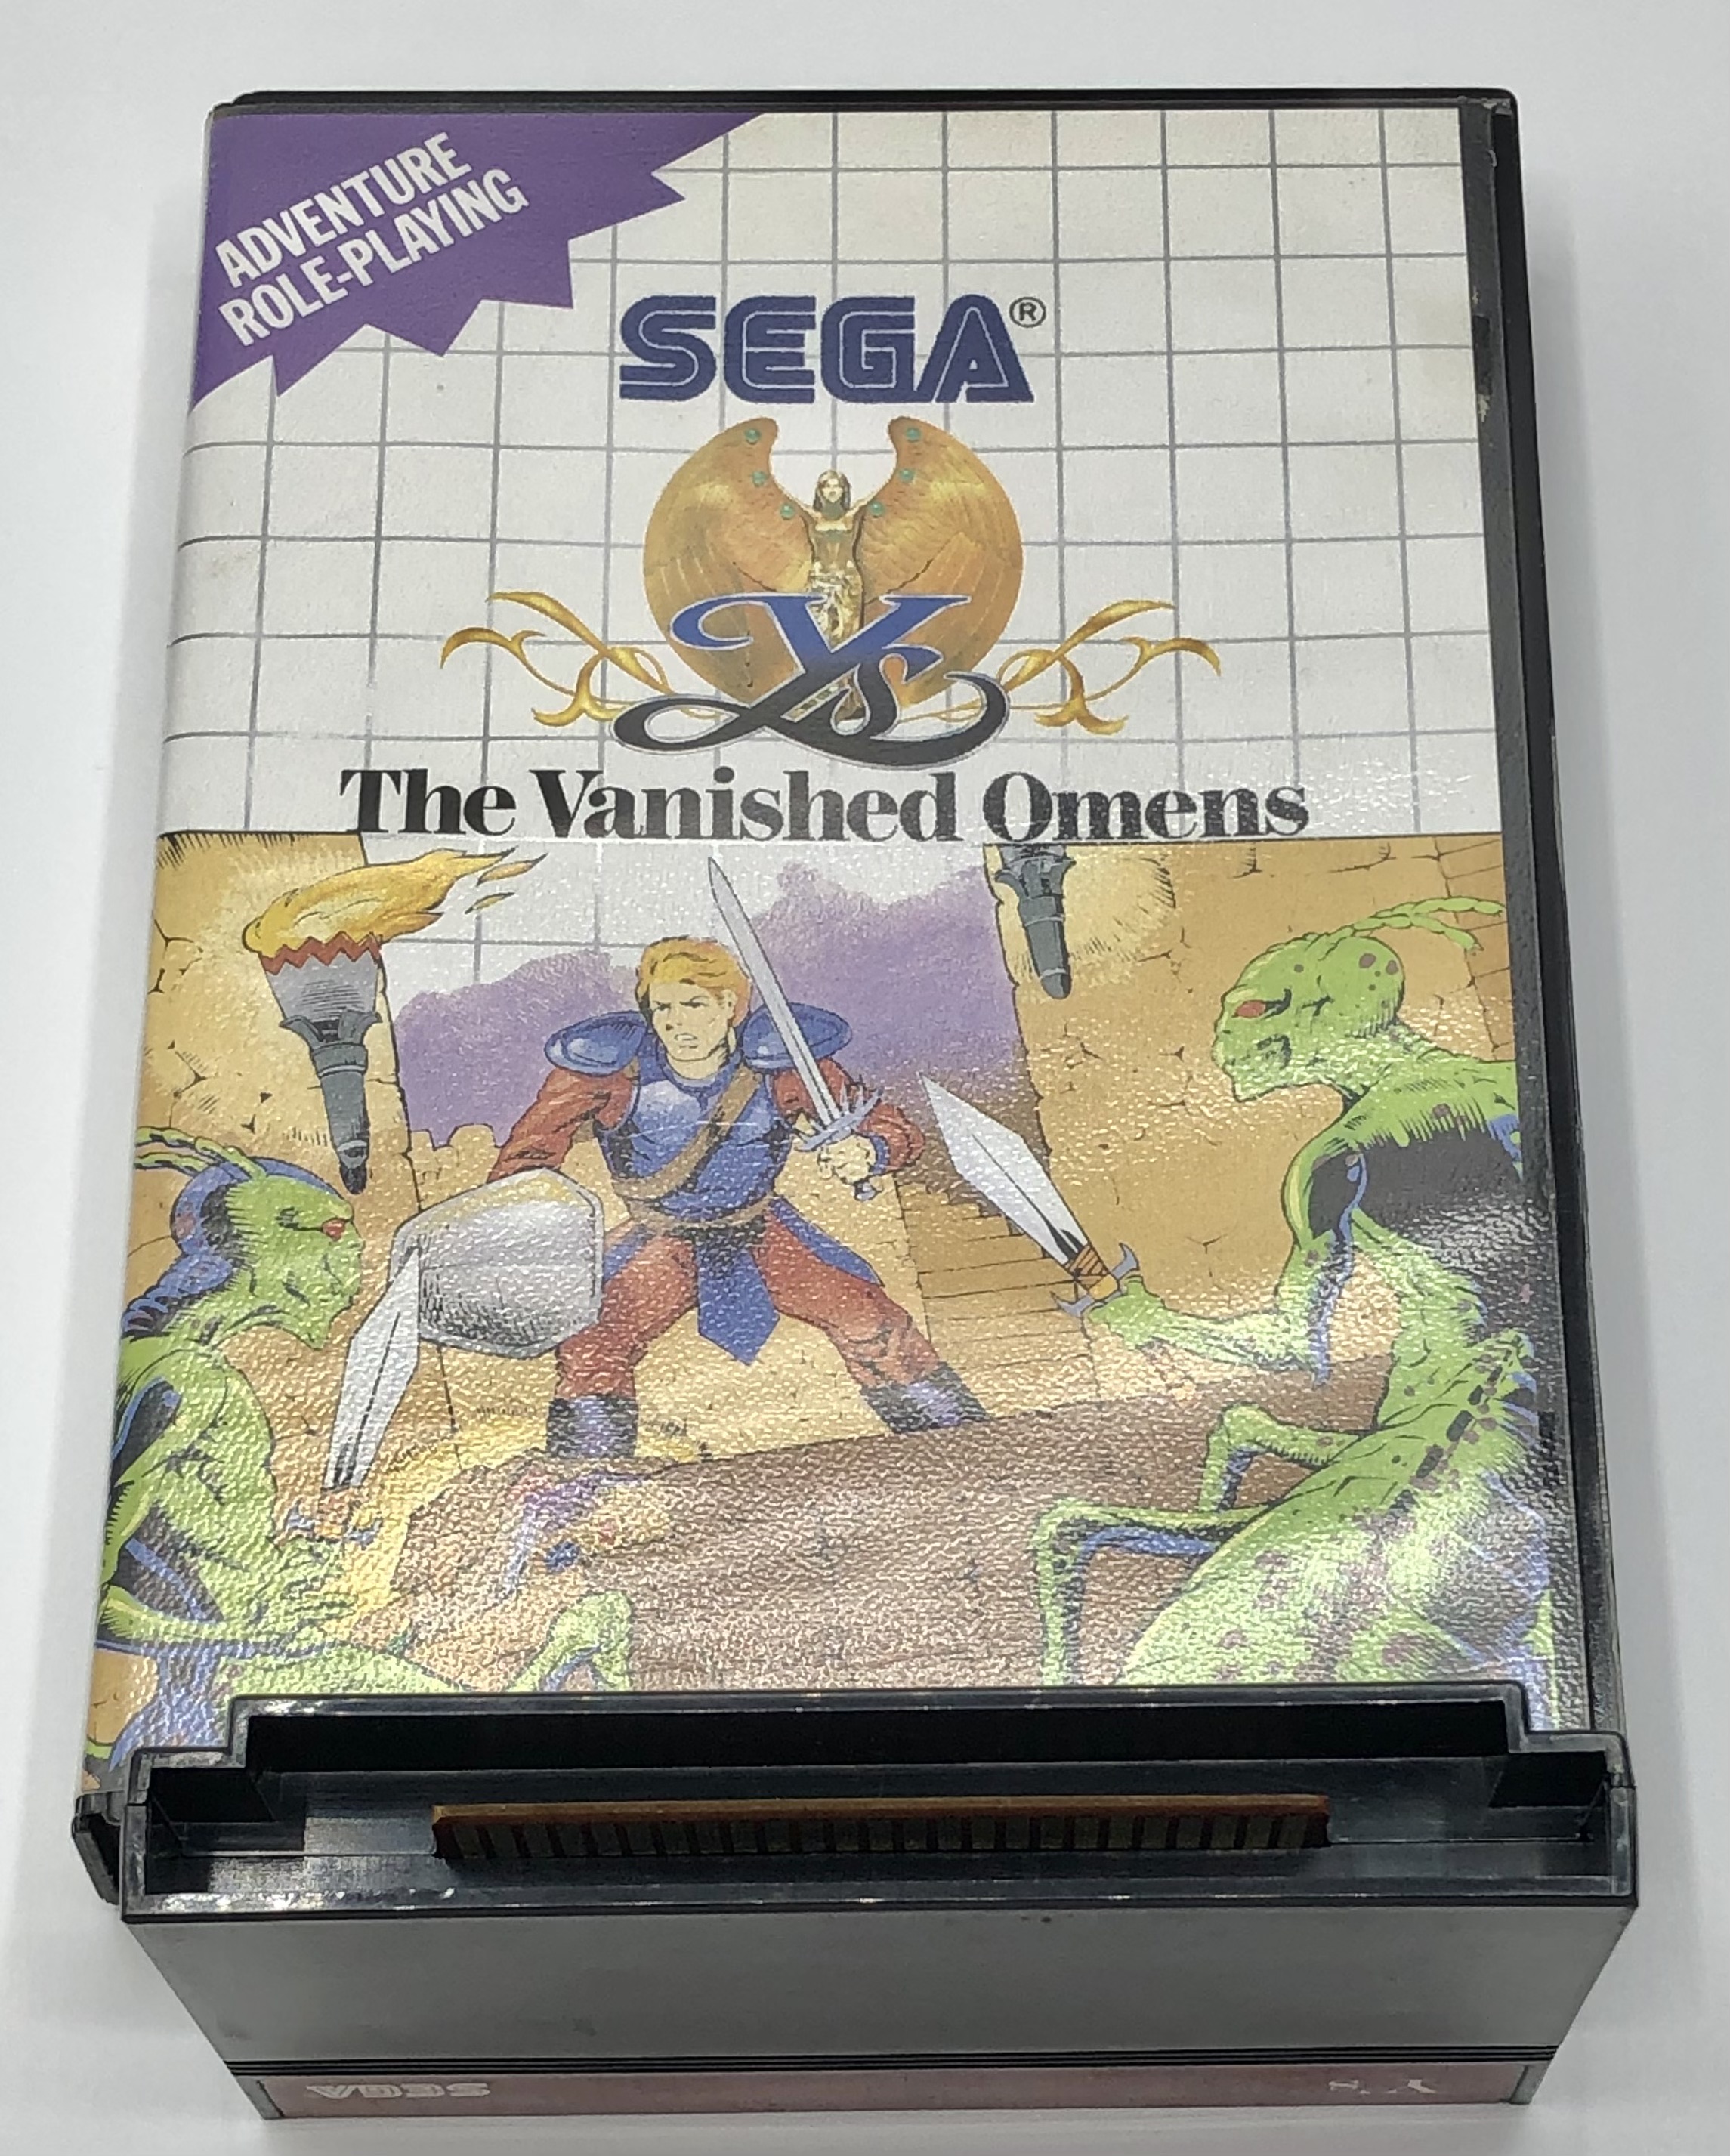 ADVENTURE
ROLE-PLAYING
SEGA®
Ys
The Vanished Omens
SEGA
Y's